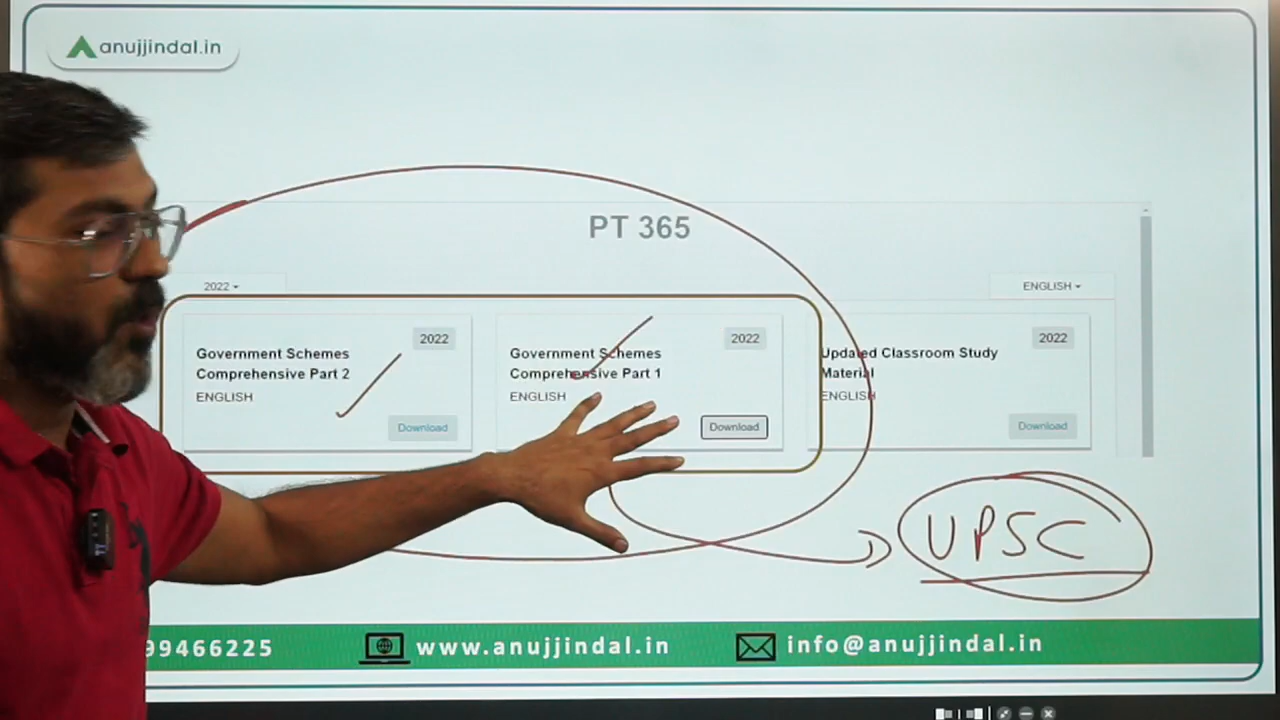 anujjindal.in
PT 365
2022
ENGLISH
2022
Government Schemes
Comprehensive Part 2
ENGLISH
Download
2022
Government Schemes
Comprehensive Part 1
ENGLISH
Download
2022
Updated Classroom Study
Material
ENGLISH
Download
UPSC
99466225
www.anujjindal.in
info@anujjindal.in